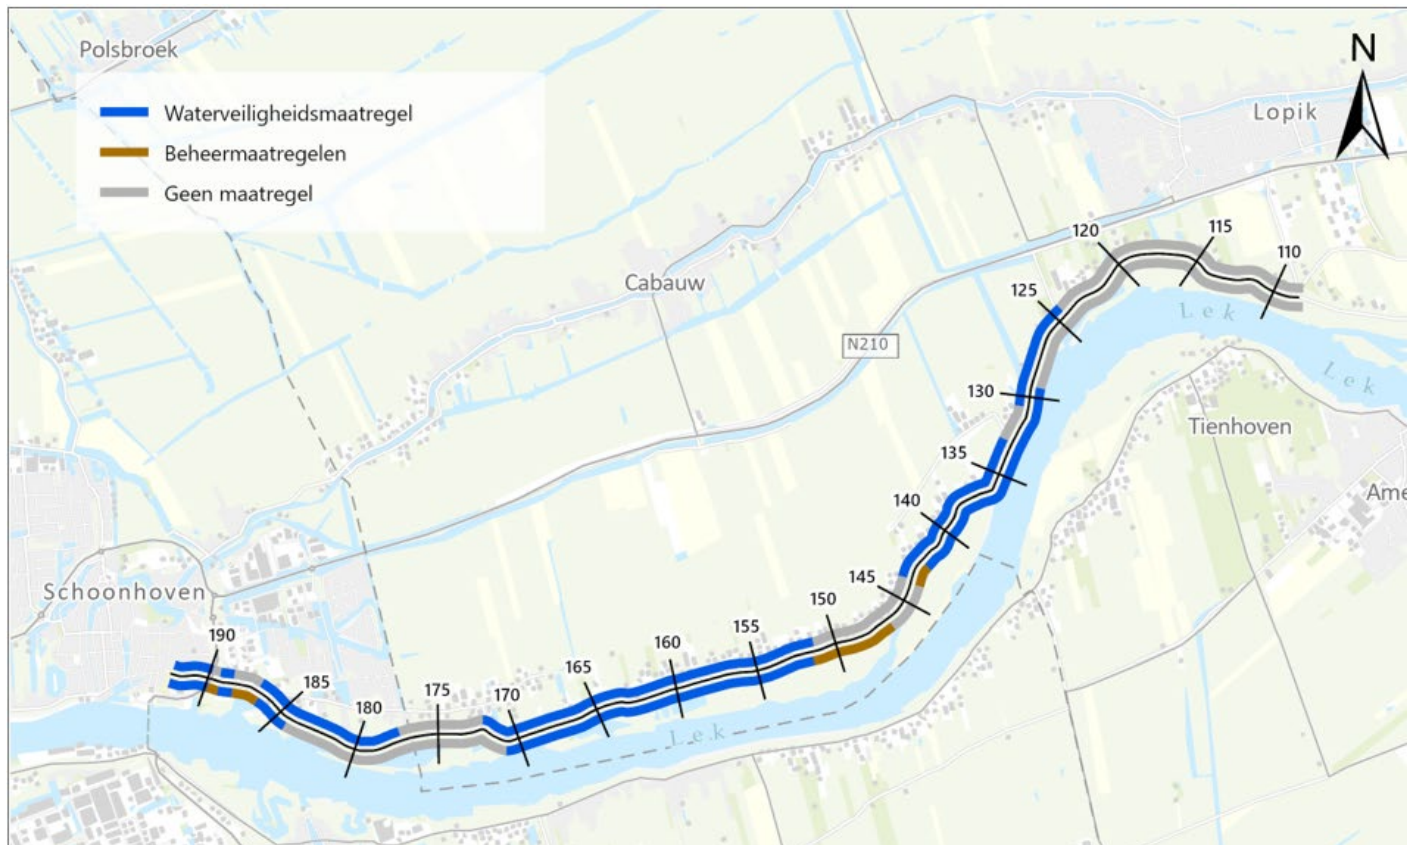 Polsbroek
N
Waterveiligheidsmaatregel
Lopik
Beheermaatregelen
Geen maatregel
120
115
110
Cabauw
125
Lek
N210
Lek
130
Tienhoven
135
Ame
140
145
Schoonhoven
150
155
160
190
165
185
170
175
180
Lek